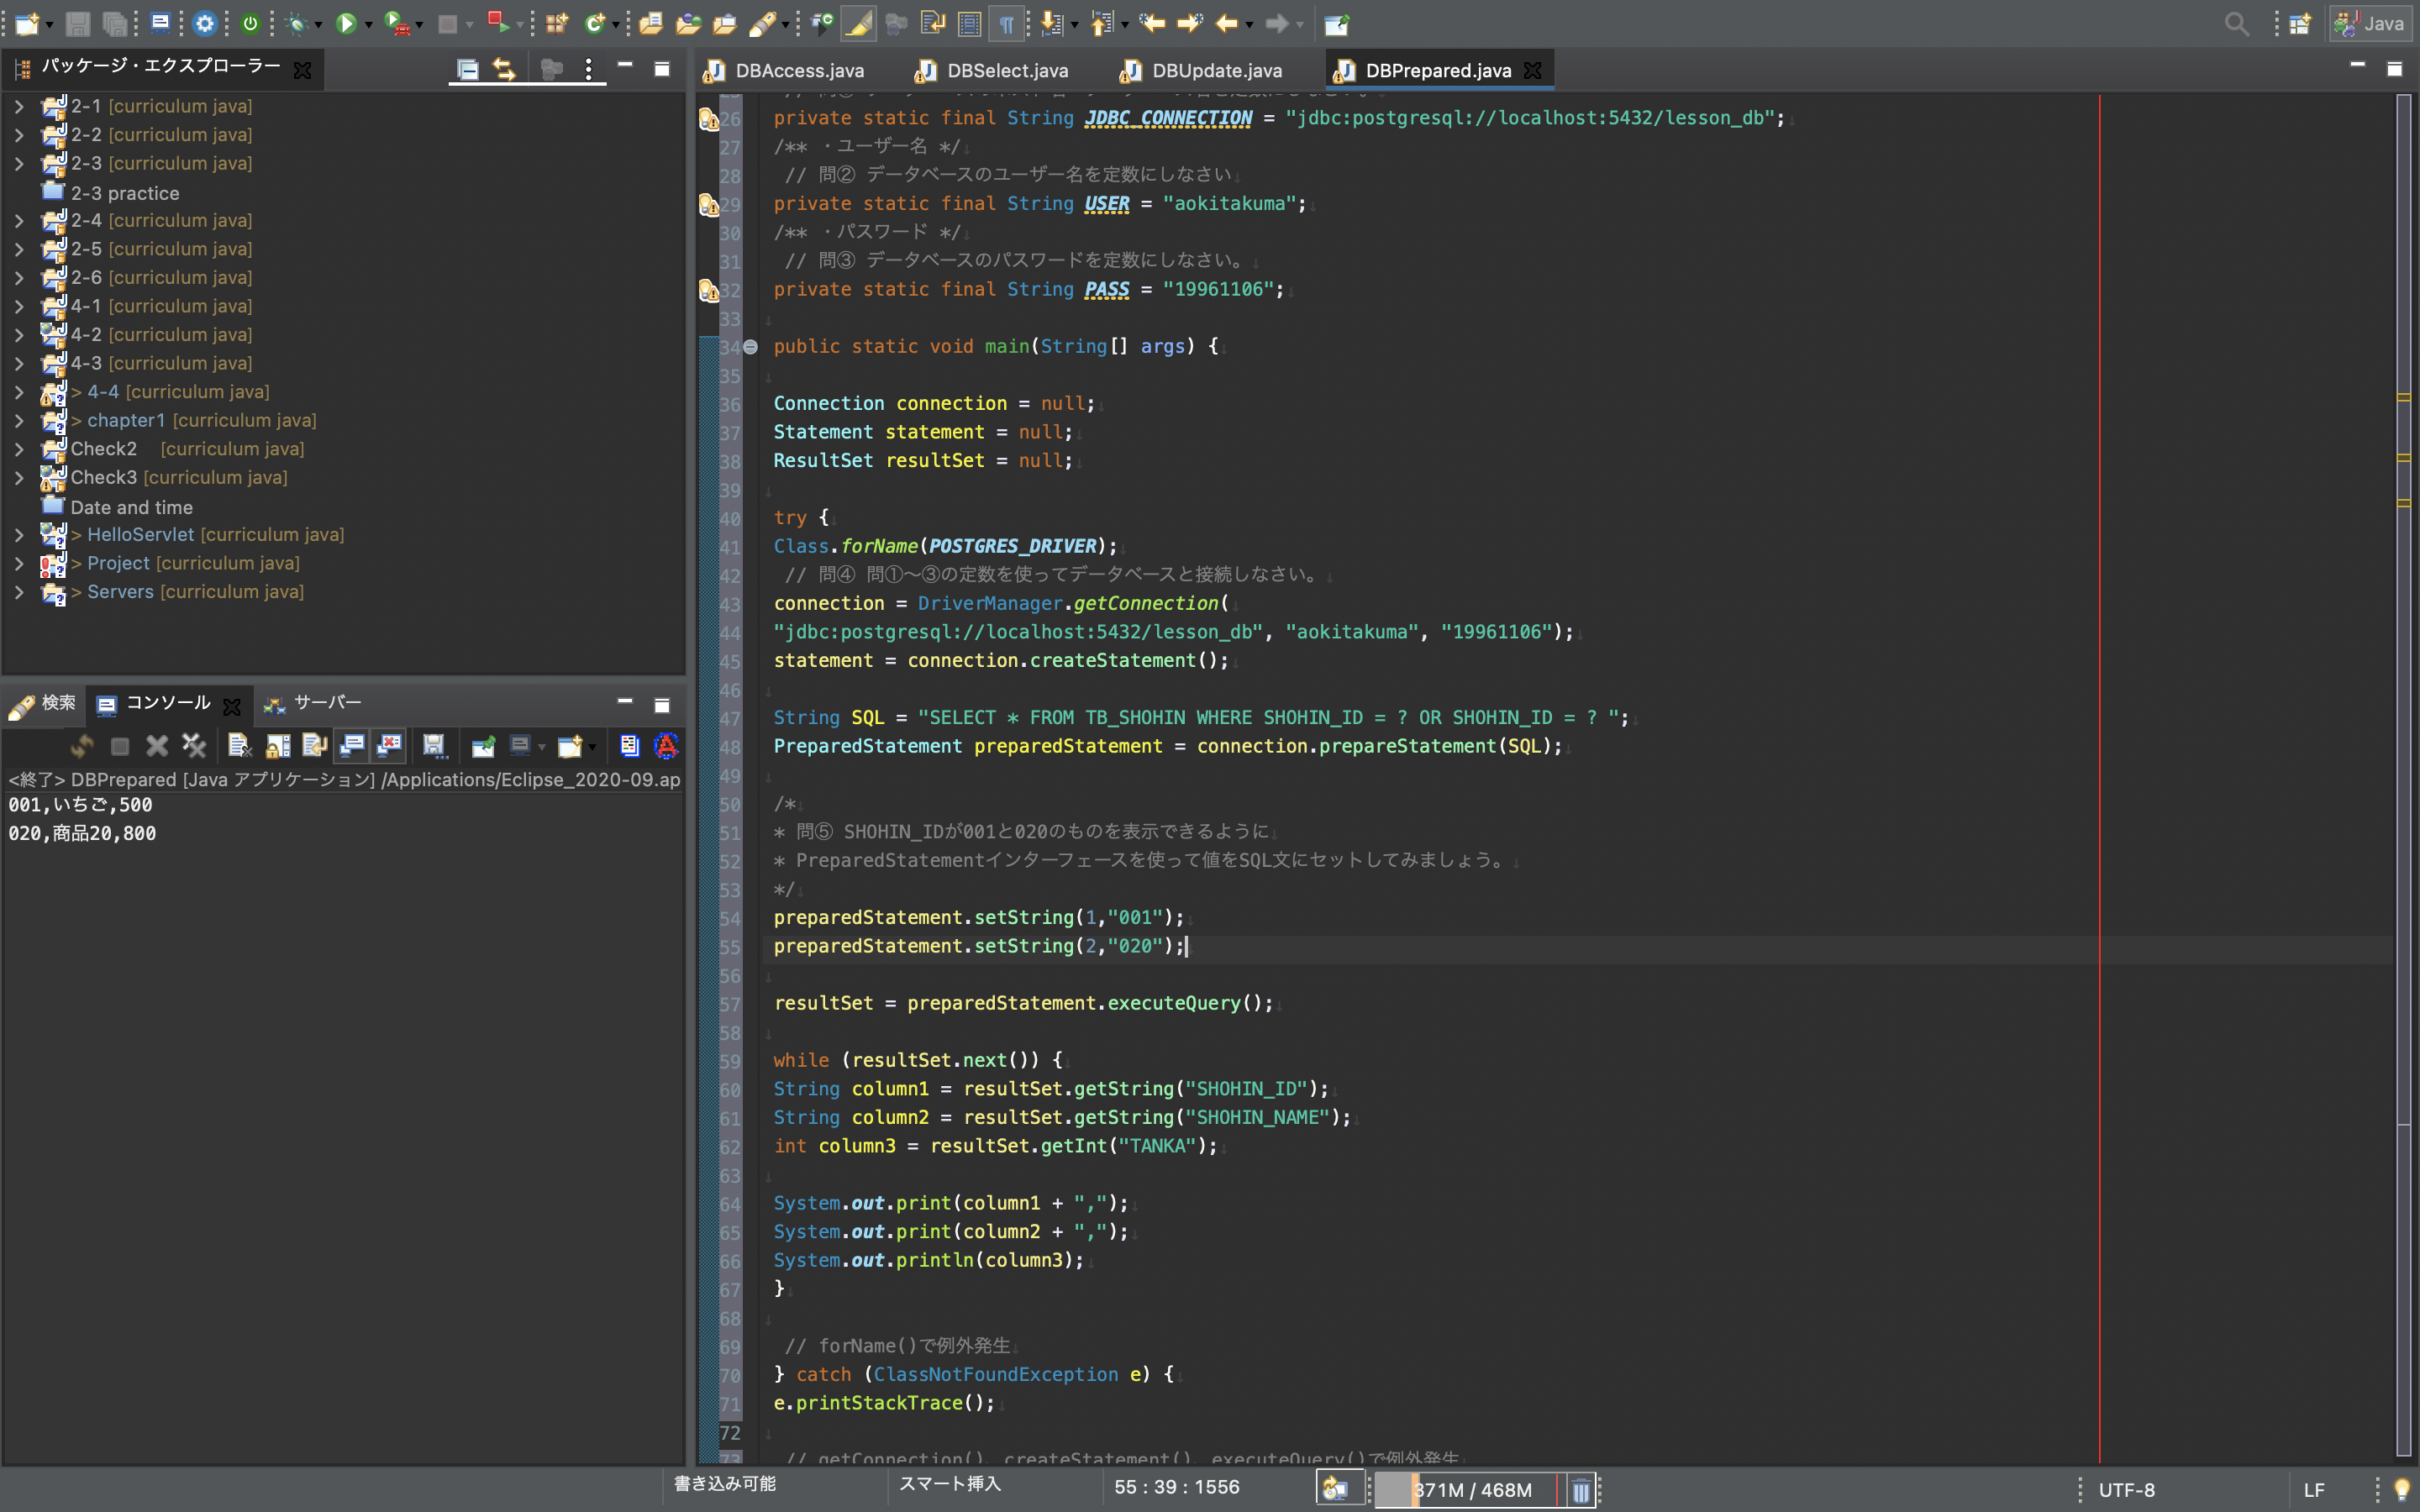 Java
パッケージ・エクスプローラー
2-1 [curriculum java]
2-2 [curriculum java]
2-3 [curriculum java]
2-3 practice
2-4 [curriculum java]
2-5 [curriculum java]
2-6 [curriculum java]
4-1 [curriculum java]
4-2 [curriculum java]
4-3 [curriculum java]
> 4-4 [curriculum java]
> chapter1 [curriculum java]
Check2 [curriculum java]
Check3 [curriculum java]
Date and time
> HelloServlet [curriculum java]
> Project [curriculum java]
> Servers [curriculum java]
検索 コンソール サーバー
<終了> DBPrepared [Java アプリケーション] /Applications/Eclipse_2020-09.ap
001,いちご,500
020,商品20,800
DBAccess.java DBSelect.java DBUpdate.java DBPrepared.java
26 private static final String JDBC_CONNECTION = "jdbc:postgresql://localhost:5432/lesson_db";
27 /** ・ユーザー名 */
28 // 問② データベースのユーザー名を定数にしなさい
29 private static final String USER = "aokitakuma";
30 /** ・パスワード */
31 // 問③ データベースのパスワードを定数にしなさい。
32 private static final String PASS = "19961106";
33
34 public static void main(String[] args) {
35
36 Connection connection = null;
37 Statement statement = null;
38 ResultSet resultSet = null;
39
40 try {
41 Class.forName(POSTGRES_DRIVER);
42 // 問④ 問①〜③の定数を使ってデータベースと接続しなさい。
43 connection = DriverManager.getConnection(
44 "jdbc:postgresql://localhost:5432/lesson_db", "aokitakuma", "19961106");
45 statement = connection.createStatement();
46
47 String SQL = "SELECT * FROM TB_SHOHIN WHERE SHOHIN_ID = ? OR SHOHIN_ID = ? ";
48 PreparedStatement preparedStatement = connection.prepareStatement(SQL);
49
50 /*
51 * 問⑤ SHOHIN_IDが001と020のものを表示できるように
52 * PreparedStatementインターフェースを使って値をSQL文にセットしてみましょう。
53 */
54 preparedStatement.setString(1,"001");
55 preparedStatement.setString(2,"020");
56
57 resultSet = preparedStatement.executeQuery();
58
59 while (resultSet.next()) {
60 String column1 = resultSet.getString("SHOHIN_ID");
61 String column2 = resultSet.getString("SHOHIN_NAME");
62 int column3 = resultSet.getInt("TANKA");
63
64 System.out.print(column1 + ",");
65 System.out.print(column2 + ",");
66 System.out.println(column3);
67 }
68
69 // forName()で例外発生
70 } catch (ClassNotFoundException e) {
71 e.printStackTrace();
72
73 // getConnection()、createStatement()、executeQuery()で例外発生
書き込み可能 スマート挿入 55 : 39 : 1556 371M / 468M UTF-8 LF